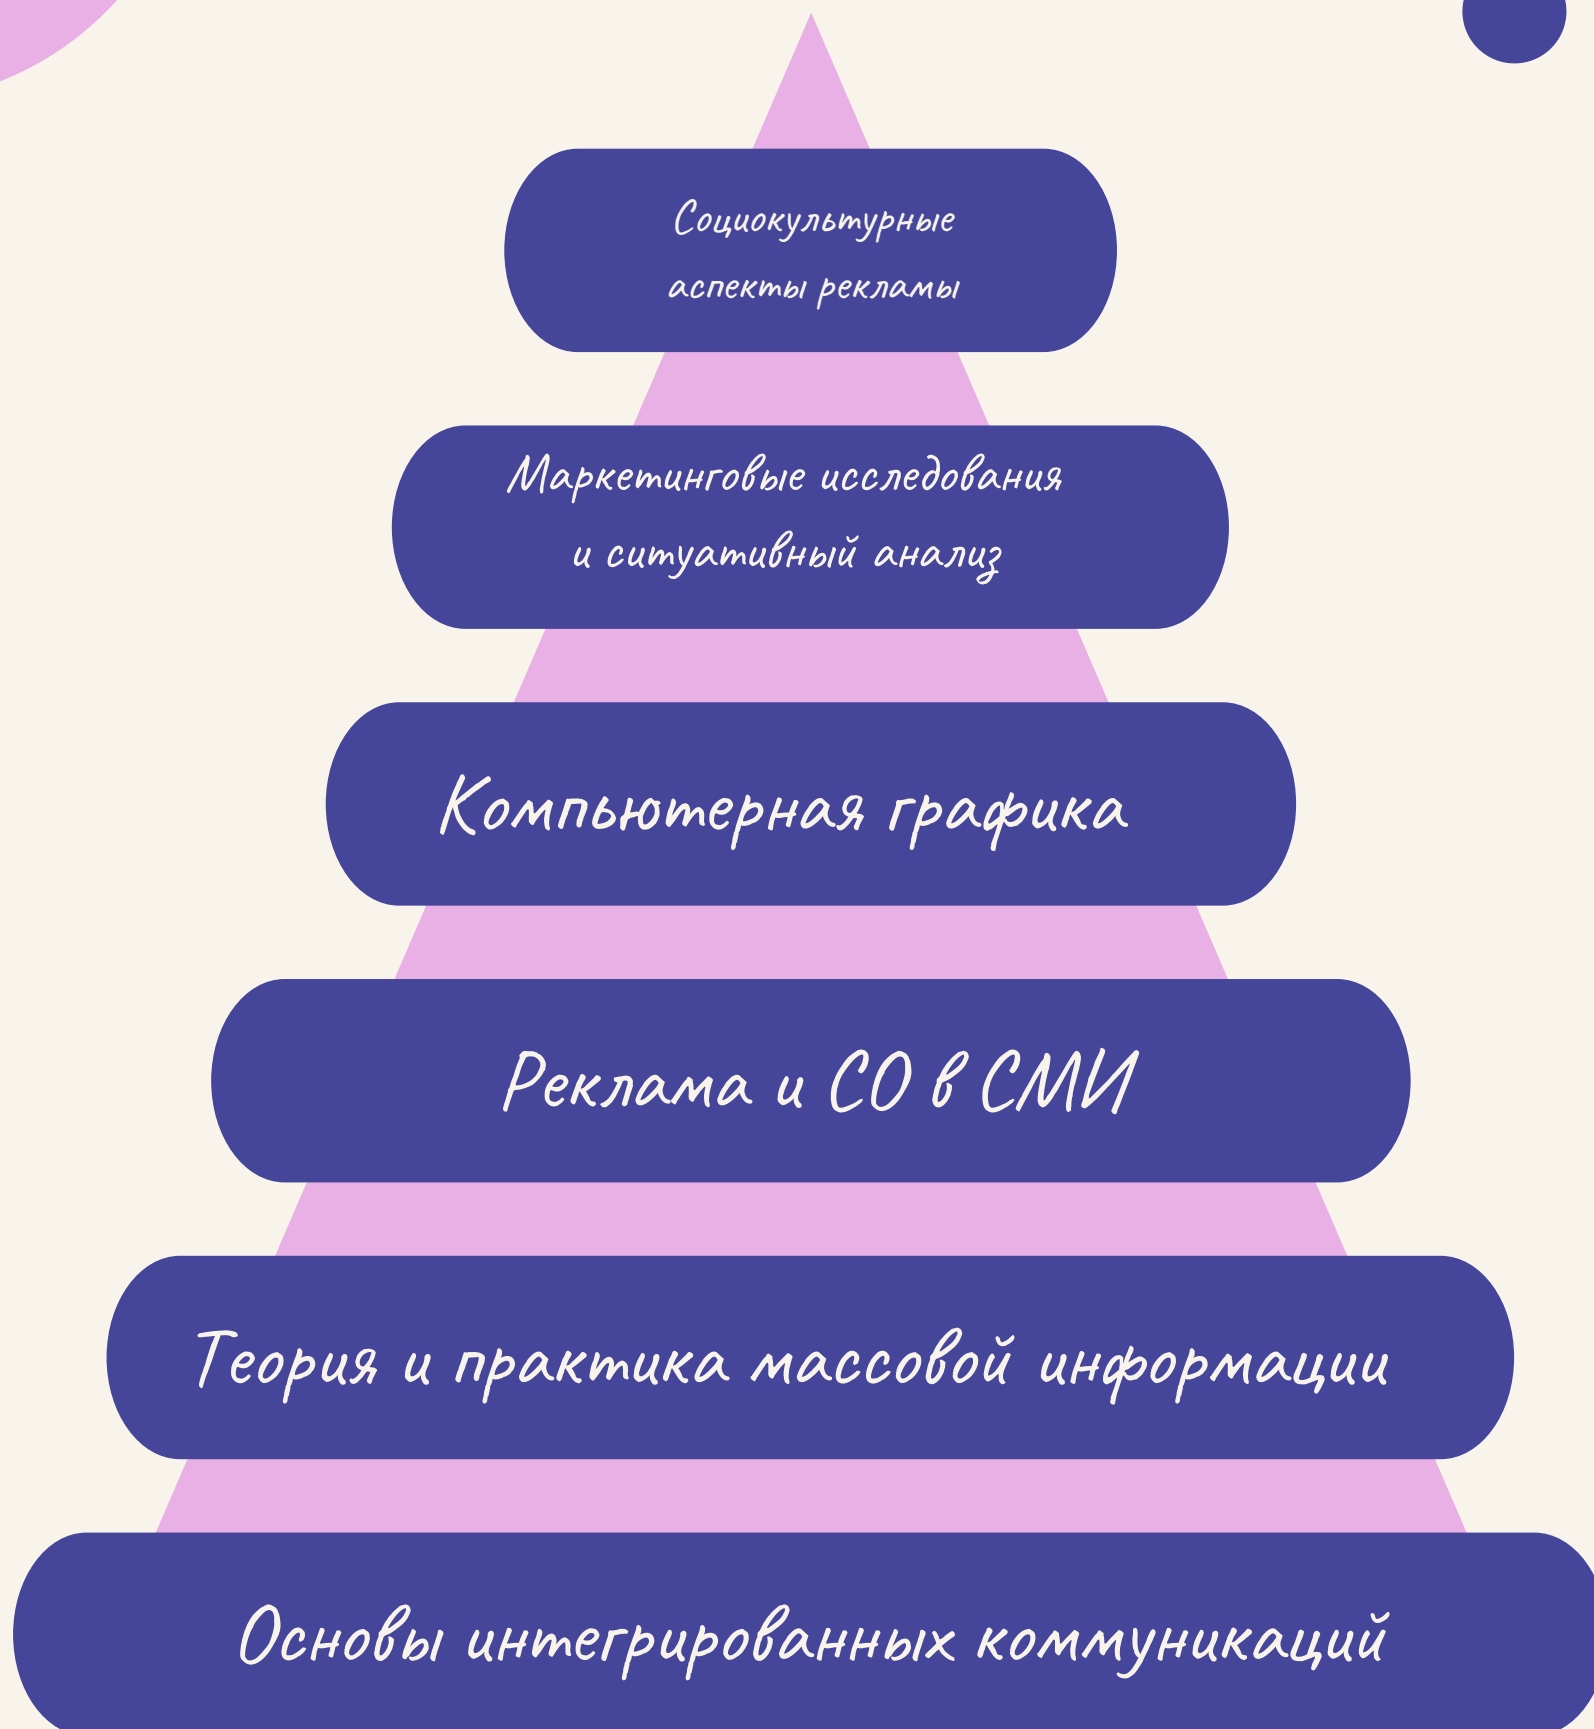 Социокультурные
аспекты рекламы
Маркетинговые исследования
и ситуативный анализ
Компьютерная графика
Реклама и СО в СМИ
Теория и практика массовой информации
Основы интегрированных коммуникаций